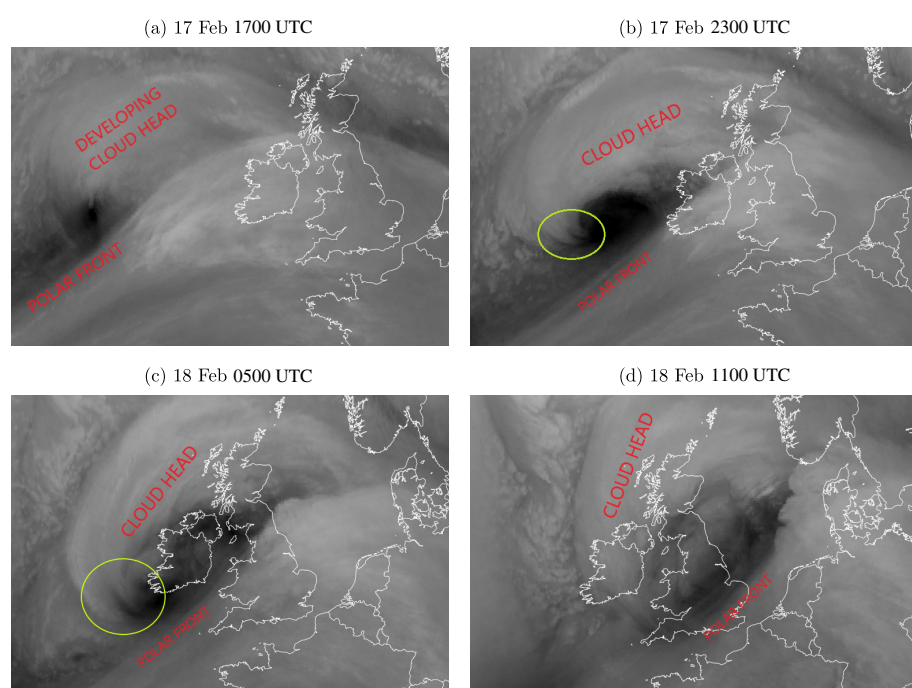 (a) 17 Feb 1700 UTC
(b) 17 Feb 2300 UTC
DEVELOPING
CLOUD HEAD
POLAR FRONT
CLOUD HEAD
POLAR FRONT
(c) 18 Feb 0500 UTC
(d) 18 Feb 1100 UTC
CLOUD HEAD
POLAR FRONT
CLOUD HEAD
POLAR FRONT